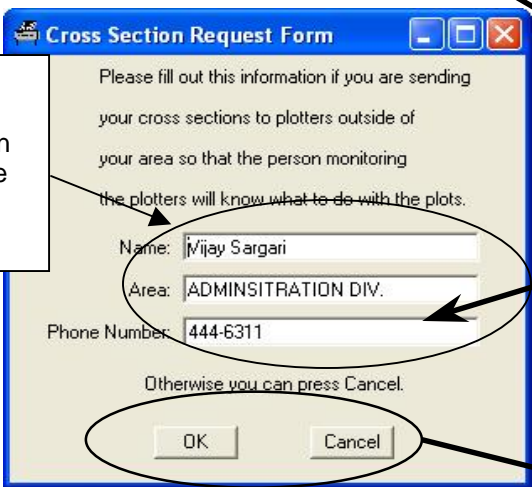 Cross Section Request Form
Please fill out this information if you are sending
your cross sections to plotters outside of
your area so that the person monitoring
the plotters will know what to do with the plots.
Name: Vijay Sargari
Area: ADMINSITRATION DIV.
Phone Number: 444-6311
Otherwise you can press Cancel.
OK Cancel